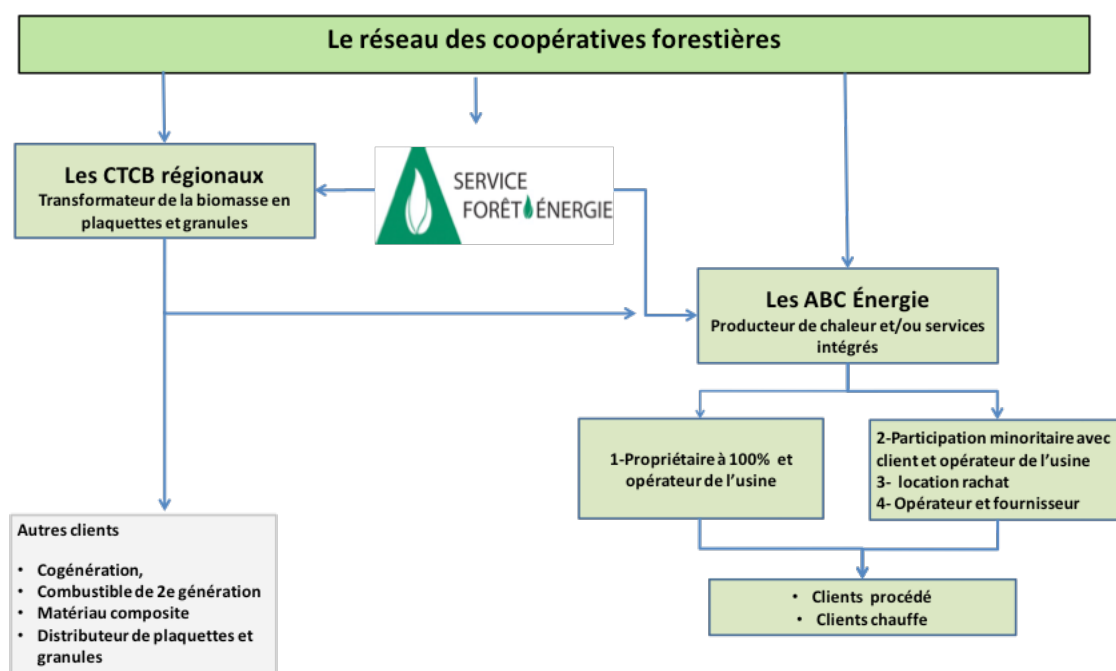 Le réseau des coopératives forestières
Les CTCB régionaux
Transformateur de la biomasse en
plaquettes et granules
SERVICE
FORÊT ÉNERGIE
Les ABC Énergie
Producteur de chaleur et/ou services
intégrés
1-Propriétaire à 100% et
opérateur de l'usine
2-Participation minoritaire avec
client et opérateur de l'usine
3- location rachat
4- Opérateur et fournisseur
Autres clients
• Cogénération,
• Combustible de 2e génération
• Matériau composite
• Distributeur de plaquettes et
granules
• Clients procédé
• Clients chauffe